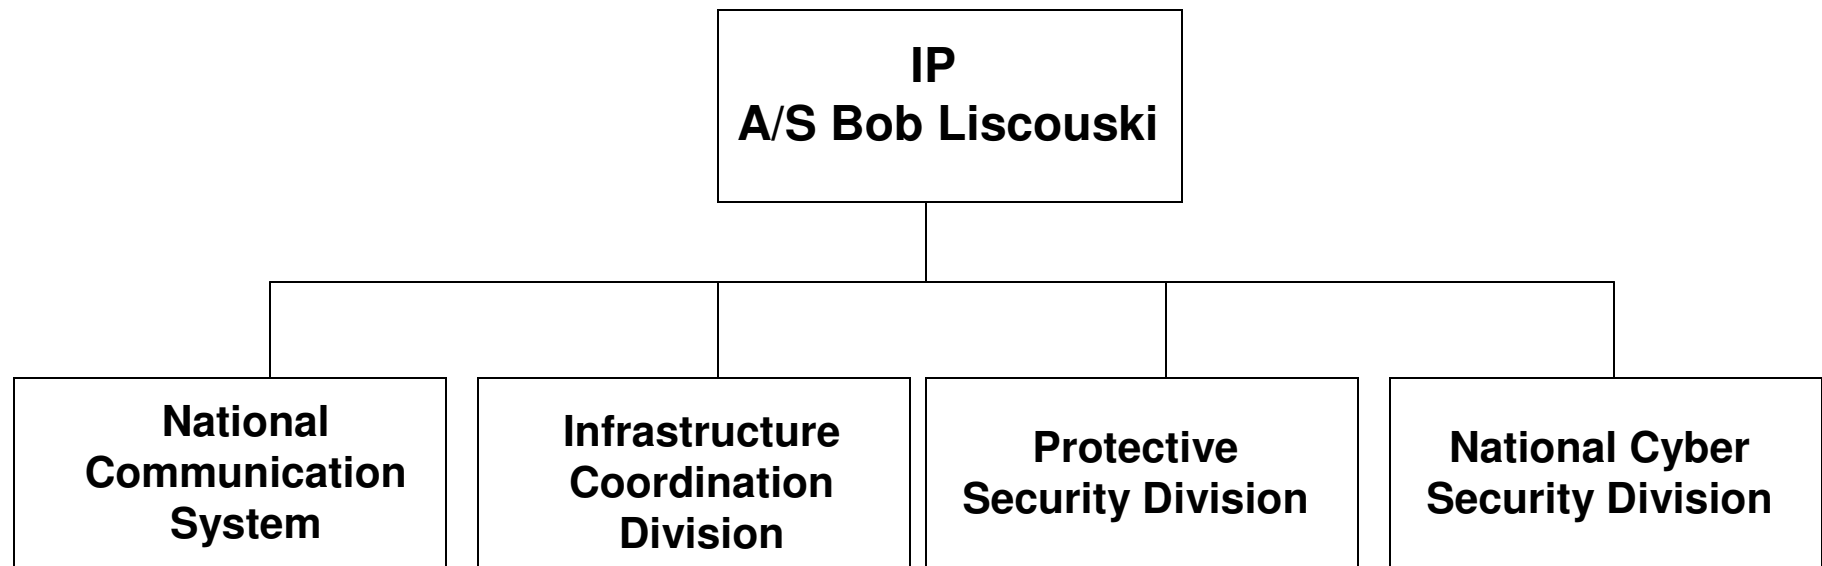 IP
A/S Bob Liscouski
National
Communication
System
Infrastructure
Coordination
Division
Protective
Security Division
National Cyber
Security Division